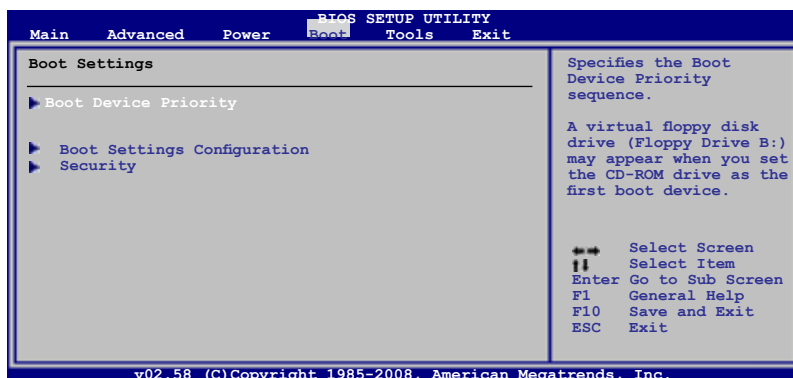 BIOS SETUP UTILITY
Main Advanced Power Boot Tools Exit
Boot Settings
Boot Device Priority
Boot Settings Configuration
Security
Specifies the Boot
Device Priority
sequence.
A virtual floppy disk
drive (Floppy Drive B:)
may appear when you set
the CD-ROM drive as the
first boot device.
Select Screen
Select Item
Enter Go to Sub Screen
F1 General Help
F10 Save and Exit
ESC Exit
v02.58 (C)Copyright 1985-2008, American Megatrends, Inc.